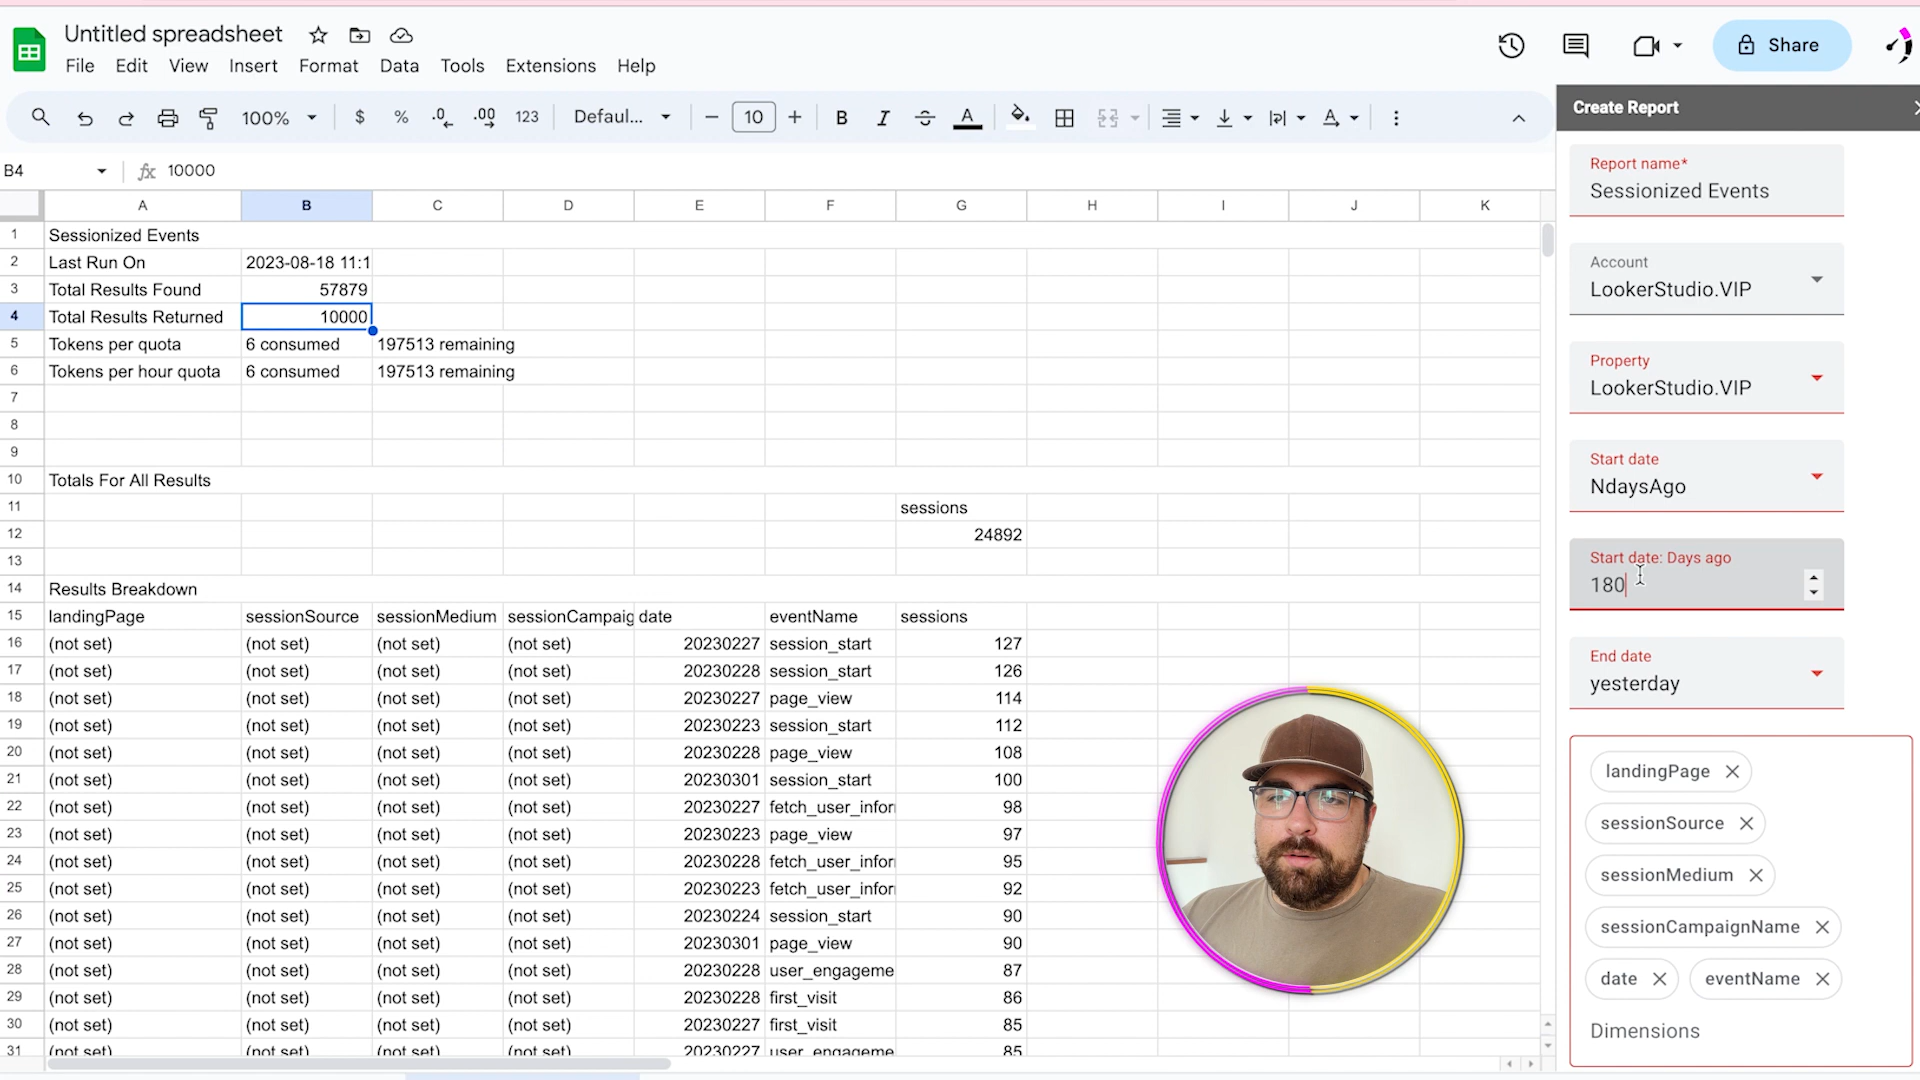 Untitled spreadsheet
File Edit View Insert Format Data Tools Extensions Help
Share
100% $ % .0 .00 123 Defaul... 10 B I A
B4 10000
A B C D E F G H I J K
1 Sessionized Events
2 Last Run On 2023-08-18 11:1
3 Total Results Found 57879
4 Total Results Returned 10000
5 Tokens per quota 6 consumed 197513 remaining
6 Tokens per hour quota 6 consumed 197513 remaining
7
8
9
10 Totals For All Results
11 sessions
12 24892
13
14 Results Breakdown
15 landingPage sessionSource sessionMedium sessionCampaig date eventName sessions
16 (not set) (not set) (not set) (not set) 20230227 session_start 127
17 (not set) (not set) (not set) (not set) 20230228 session_start 126
18 (not set) (not set) (not set) (not set) 20230227 page_view 114
19 (not set) (not set) (not set) (not set) 20230223 session_start 112
20 (not set) (not set) (not set) (not set) 20230228 page_view 108
21 (not set) (not set) (not set) (not set) 20230301 session_start 100
22 (not set) (not set) (not set) (not set) 20230227 fetch_user_infor 98
23 (not set) (not set) (not set) (not set) 20230223 page_view 97
24 (not set) (not set) (not set) (not set) 20230228 fetch_user_infor 95
25 (not set) (not set) (not set) (not set) 20230223 fetch_user_infor 92
26 (not set) (not set) (not set) (not set) 20230224 session_start 90
27 (not set) (not set) (not set) (not set) 20230301 page_view 90
28 (not set) (not set) (not set) (not set) 20230228 user_engageme 87
29 (not set) (not set) (not set) (not set) 20230228 first_visit 86
30 (not set) (not set) (not set) (not set) 20230227 first_visit 85
31 (not set) (not set) (not set) (not set) 20230227 user_engageme 85
Create Report
Report name*
Sessionized Events
Account
LookerStudio.VIP
Property
LookerStudio.VIP
Start date
NdaysAgo
Start date: Days ago
180
End date
yesterday
landingPage
sessionSource
sessionMedium
sessionCampaignName
date eventName
Dimensions